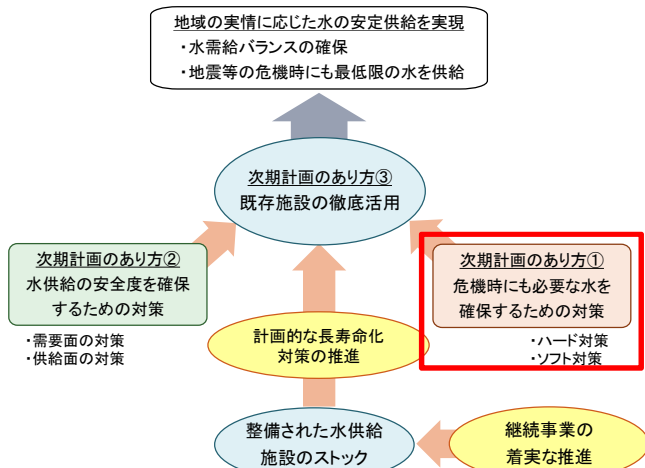 地域の実情に応じた水の安定供給を実現
・水需給バランスの確保
・地震等の危機時にも最低限の水を供給
次期計画のあり方③
既存施設の徹底活用
次期計画のあり方②
水供給の安全度を確保
するための対策
・需要面の対策
・供給面の対策
次期計画のあり方①
危機時にも必要な水を
確保するための対策
・ハード対策
・ソフト対策
計画的な長寿命化
対策の推進
整備された水供給
施設のストック
継続事業の
着実な推進